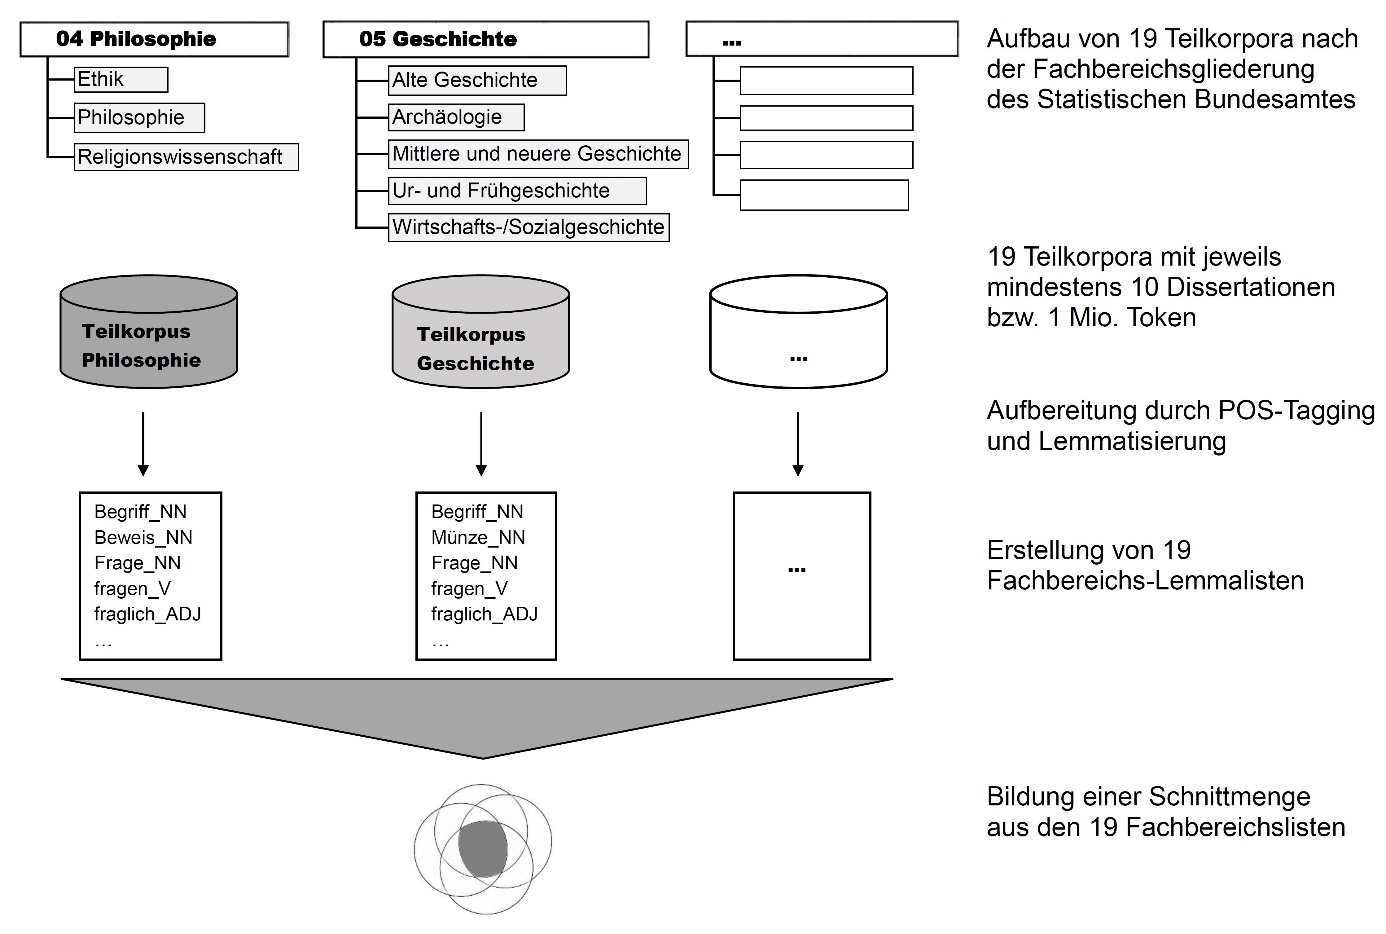 04 Philosophie
Ethik
Philosophie
Religionswissenschaft
05 Geschichte
Alte Geschichte
Archäologie
Mittlere und neuere Geschichte
Ur- und Frühgeschichte
Wirtschafts-/Sozialgeschichte
...
Aufbau von 19 Teilkorpora nach
der Fachbereichsgliederung
des Statistischen Bundesamtes
Teilkorpus
Philosophie
Teilkorpus
Geschichte
...
19 Teilkorpora mit jeweils
mindestens 10 Dissertationen
bzw. 1 Mio. Token
Aufbereitung durch POS-Tagging
und Lemmatisierung
Begriff_NN
Beweis_NN
Frage_NN
fragen_V
fraglich_ADJ
...
Begriff_NN
Münze_NN
Frage_NN
fragen_V
fraglich_ADJ
...
...
Erstellung von 19
Fachbereichs-Lemmalisten
Bildung einer Schnittmenge
aus den 19 Fachbereichslisten